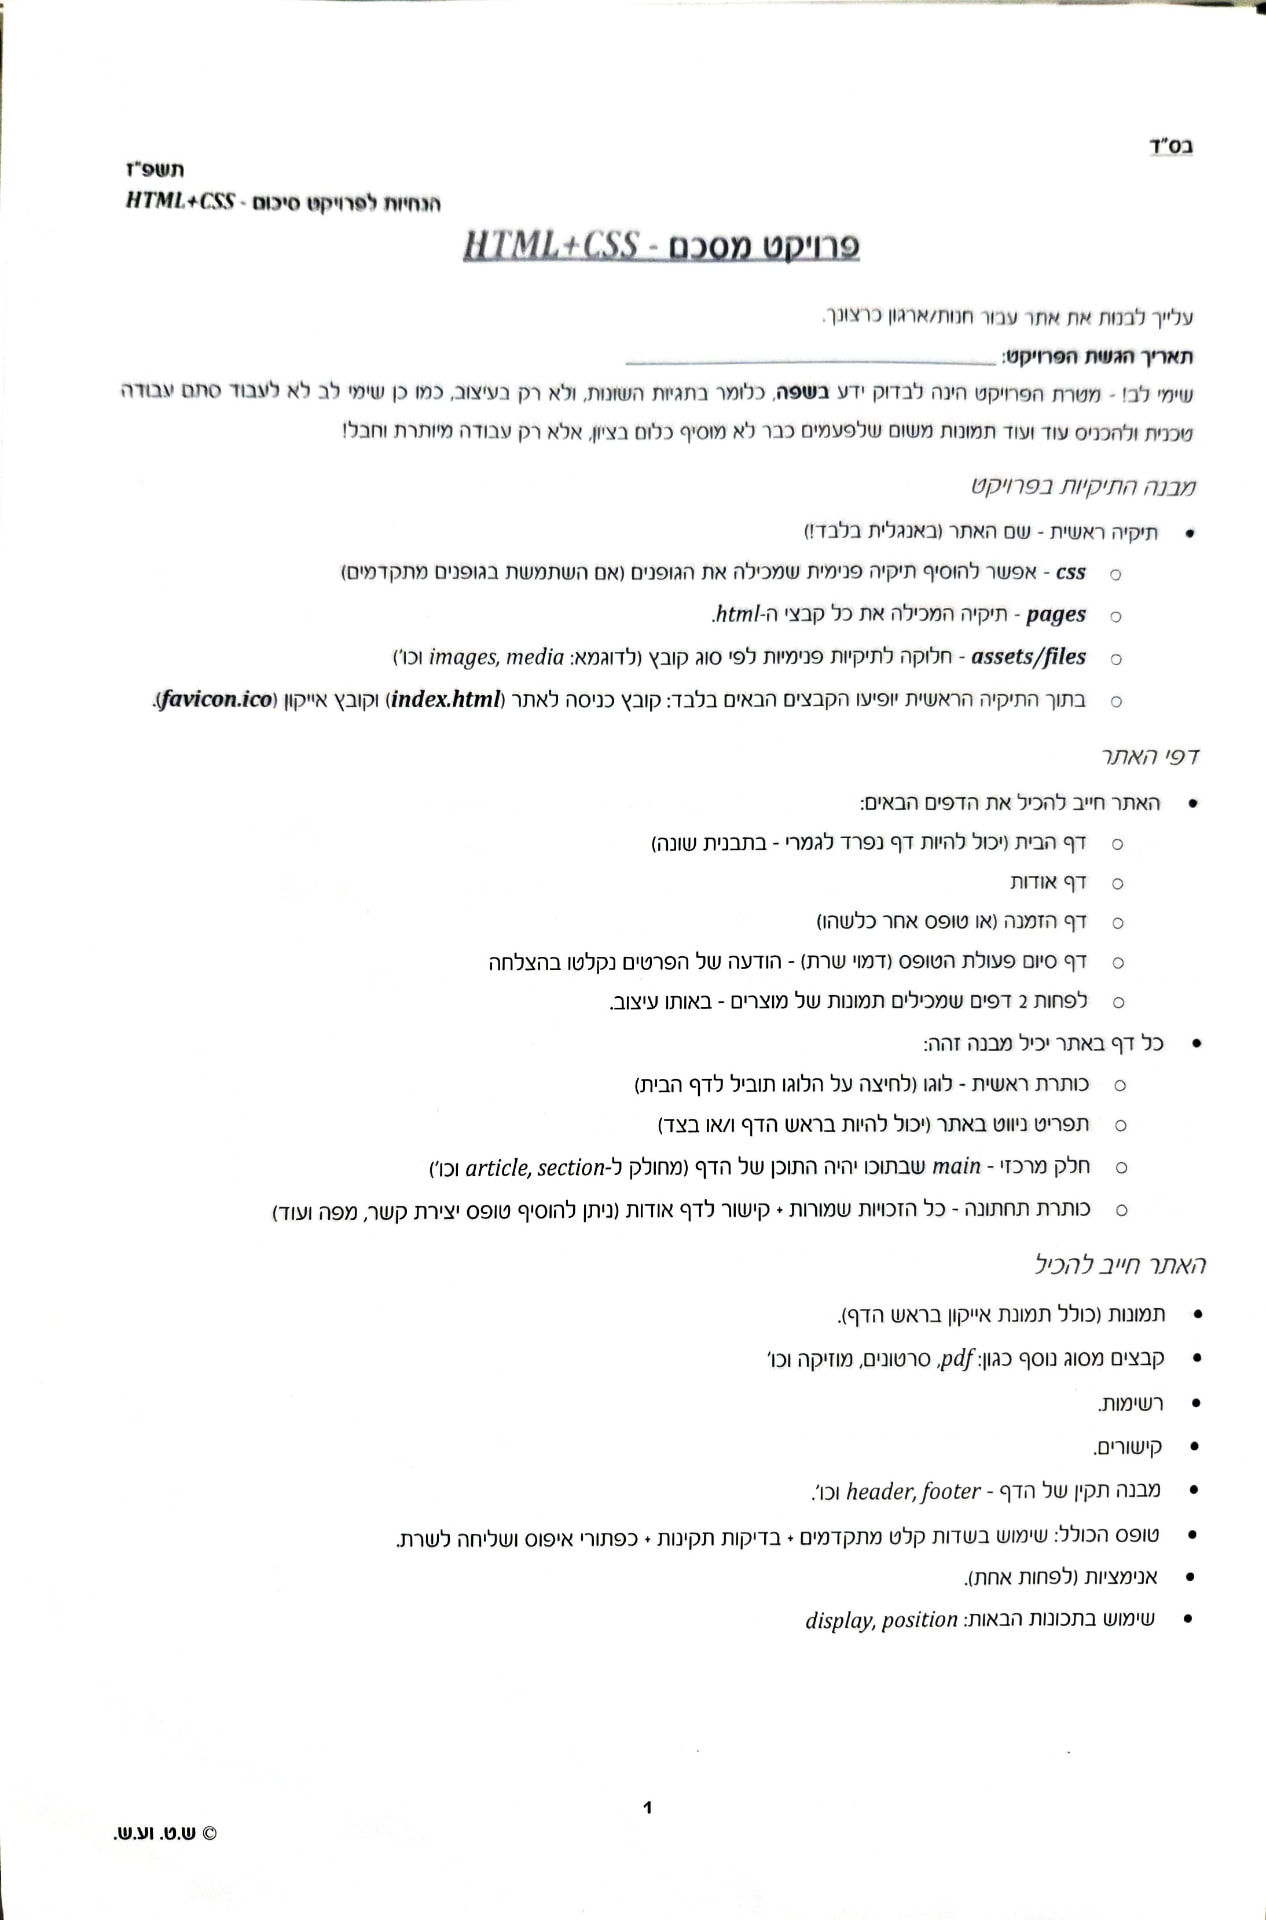 בס"ד
תשפ"ז
הנחיות לפרויקט סיכום - HTML+CSS
פרויקט מסכם - HTML+CSS
עלייך לבנות את אתר עבור חנות/ארגון כרצונך.
תאריך הגשת הפרויקט: ______________________________
שימי לב! - מטרת הפרויקט הינה לבדוק ידע בשפה, כלומר בתגיות השונות, ולא רק בעיצוב, כמו כן שימי לב לא לעבוד סתם עבודה
טכנית ולהכניס עוד ועוד תמונות משום שלפעמים כבר לא מוסיף כלום בציון, אלא רק עבודה מיותרת וחבל!
מבנה התיקיות בפרויקט
• תיקיה ראשית - שם האתר (באנגלית בלבד!)
○ css - אפשר להוסיף תיקיה פנימית שמכילה את הגופנים (אם השתמשת בגופנים מתקדמים)
○ pages - תיקיה המכילה את כל קבצי ה-html.
○ assets/files - חלוקה לתיקיות פנימיות לפי סוג קובץ (לדוגמא: images, media וכו')
○ בתוך התיקיה הראשית יופיעו הקבצים הבאים בלבד: קובץ כניסה לאתר (index.html) וקובץ אייקון (favicon.ico).
דפי האתר
• האתר חייב להכיל את הדפים הבאים:
○ דף הבית (יכול להיות דף נפרד לגמרי - בתבנית שונה)
○ דף אודות
○ דף הזמנה (או טופס אחר כלשהו)
○ דף סיום פעולת הטופס (דמוי שרת) - הודעה של הפרטים נקלטו בהצלחה
○ לפחות 2 דפים שמכילים תמונות של מוצרים - באותו עיצוב.
• כל דף באתר יכיל מבנה זהה:
○ כותרת ראשית - לוגו (לחיצה על הלוגו תוביל לדף הבית)
○ תפריט ניווט באתר (יכול להיות בראש הדף ו/או בצד)
○ חלק מרכזי - main שבתוכו יהיה התוכן של הדף (מחולק ל-article, section וכו')
○ כותרת תחתונה - כל הזכויות שמורות + קישור לדף אודות (ניתן להוסיף טופס יצירת קשר, מפה ועוד)
האתר חייב להכיל
• תמונות (כולל תמונת אייקון בראש הדף).
• קבצים מסוג נוסף כגון: pdf, סרטונים, מוזיקה וכו'
• רשימות.
• קישורים.
• מבנה תקין של הדף - header, footer וכו'.
• טופס הכולל: שימוש בשדות קלט מתקדמים + בדיקות תקינות + כפתורי איפוס ושליחה לשרת.
• אנימציות (לפחות אחת).
• שימוש בתכונות הבאות: display, position
1
© ש.ט. וע.ש.